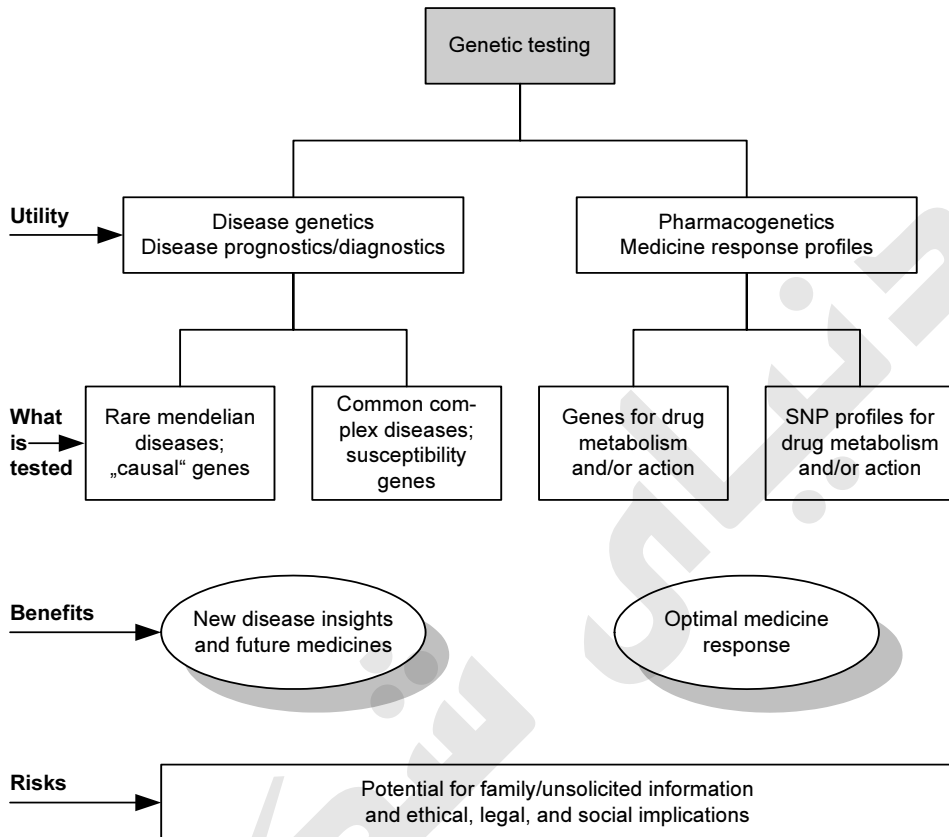 Genetic testing
Utility
Disease genetics
Disease prognostics/diagnostics
Pharmacogenetics
Medicine response profiles
What
is
tested
Rare mendelian
diseases;
„causal“ genes
Common com-
plex diseases;
susceptibility
genes
Genes for drug
metabolism
and/or action
SNP profiles for
drug metabolism
and/or action
Benefits
New disease insights
and future medicines
Optimal medicine
response
Risks
Potential for family/unsolicited information
and ethical, legal, and social implications